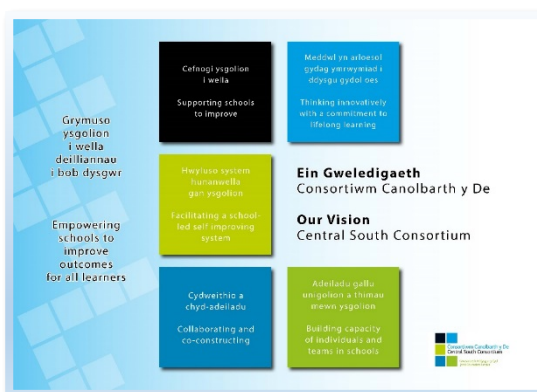 Grymuso
ysgolion
i wella
deilliannau
i bob dysgwr
Empowering
schools to
improve
outcomes
for all learners
Cefnogi ysgolion
i wella
Supporting schools
to improve
Meddwl yn arloesol
gydag ymrwymiad i
ddysgu gydol oes
Thinking innovatively
with a commitment to
lifelong learning
Hwyluso system
hunanwella
gan ysgolion
Facilitating a school-
led self improving
system
Ein Gweledigaeth
Consortiwm Canolbarth y De
Our Vision
Central South Consortium
Cydweithio a
chyd-adeiladu
Collaborating and
co-constructing
Adeiladu gallu
unigolion a thimau
mewn ysgolion
Building capacity
of individuals and
teams in schools
Consortiwm Canolbarth y De
Central South Consortium